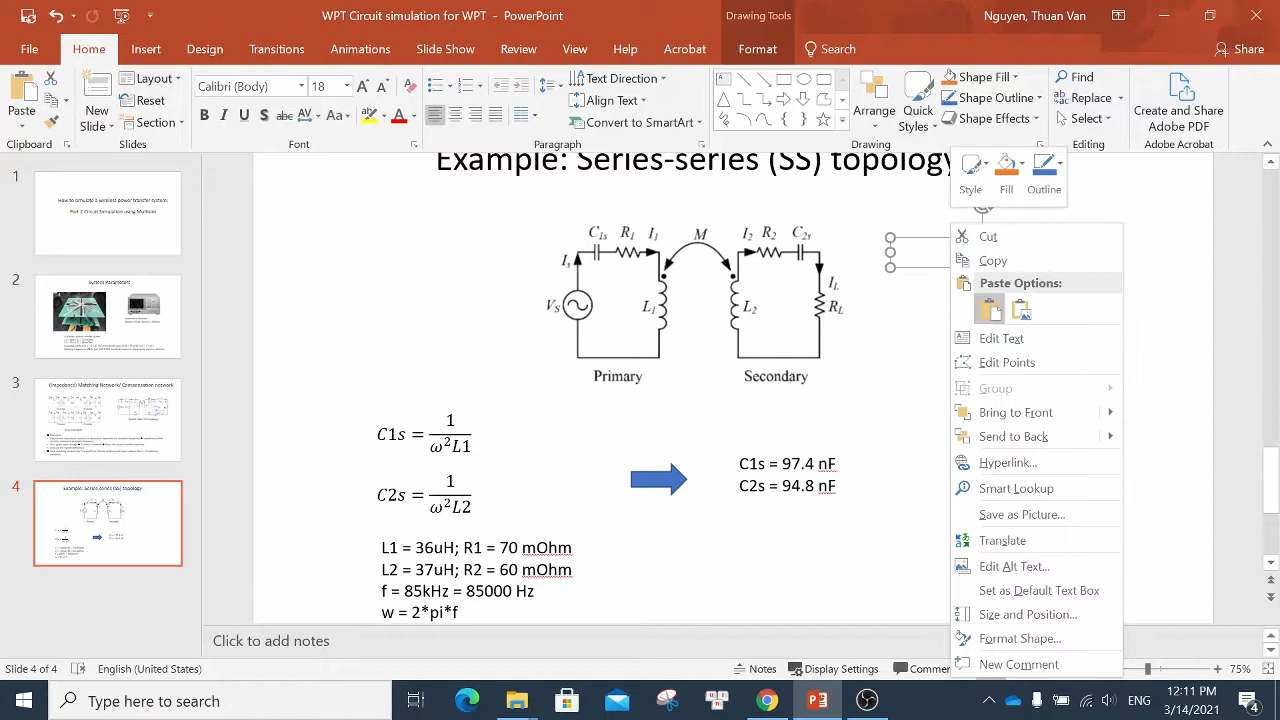 WPT Circuit simulation for WPT - PowerPoint
Drawing Tools
Nguyen, Thuan Van
File Home Insert Design Transitions Animations Slide Show Review View Help Acrobat Format Search Share
Paste
Clipboard
New
Slide
Layout
Reset
Section
Slides
Calibri (Body) 18
B I U S abc AV Aa A
Font
Text Direction
Align Text
Convert to SmartArt
Paragraph
Arrange
Quick
Styles
Shape Fill
Shape Outline
Shape Effects
Drawing
Find
Replace
Select
Editing
Create and Share
Adobe PDF
Adobe Acrobat
1
How to simulate a wireless power transfer system:
Part 2 Circuit Simulation using Multisim
2
System Parameters
3
(Impedance) Matching Network/ Compensation network
4
Example: Series-series (SS) topology
Example: Series-series (SS) topology
C1s R1 I1 M I2 R2 C2s
Is
IL
VS L1 L2 RL
Primary Secondary
C1s = 1/ω²L1
C2s = 1/ω²L2
C1s = 97.4 nF
C2s = 94.8 nF
L1 = 36uH; R1 = 70 mOhm
L2 = 37uH; R2 = 60 mOhm
f = 85kHz = 85000 Hz
w = 2*pi*f
Style Fill Outline
Cut
Copy
Paste Options:
Edit Text
Edit Points
Group
Bring to Front
Send to Back
Hyperlink...
Smart Lookup
Save as Picture...
Translate
Edit Alt Text...
Set as Default Text Box
Size and Position...
Format Shape...
New Comment
Click to add notes
Slide 4 of 4 English (United States) Notes Display Settings Commen 75%
Type here to search
ENG
12:11 PM
3/14/2021
4